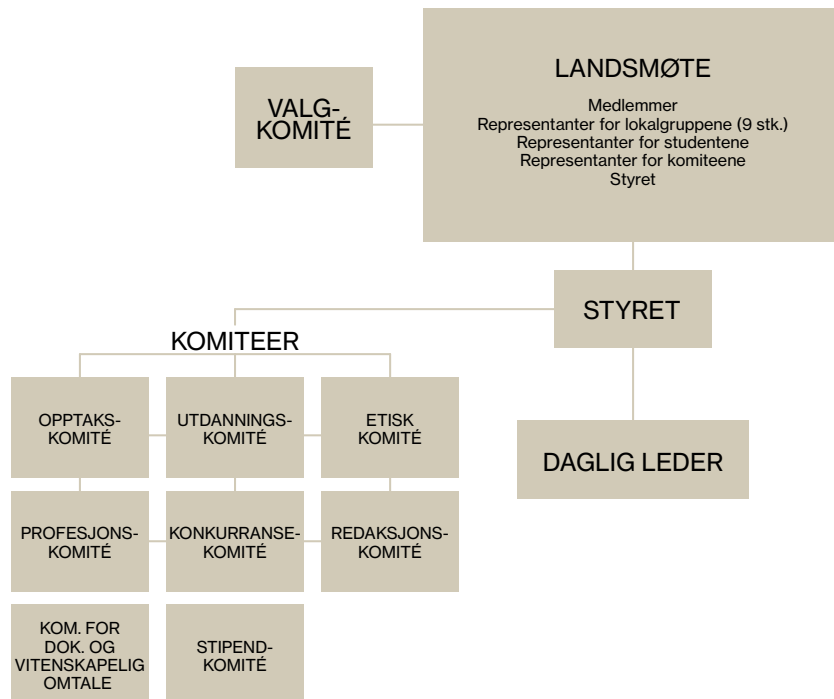 VALG-
KOMITÉ
LANDSMØTE
Medlemmer
Representanter for lokalgruppene (9 stk.)
Representanter for studentene
Representanter for komiteene
Styret
STYRET
KOMITEER
OPPTAKS-
KOMITÉ
UTDANNINGS-
KOMITÉ
ETISK
KOMITÉ
DAGLIG LEDER
PROFESJONS-
KOMITÉ
KONKURRANSE-
KOMITÉ
REDAKSJONS-
KOMITÉ
KOM. FOR
DOK. OG
VITENSKAPELIG
OMTALE
STIPEND-
KOMITÉ